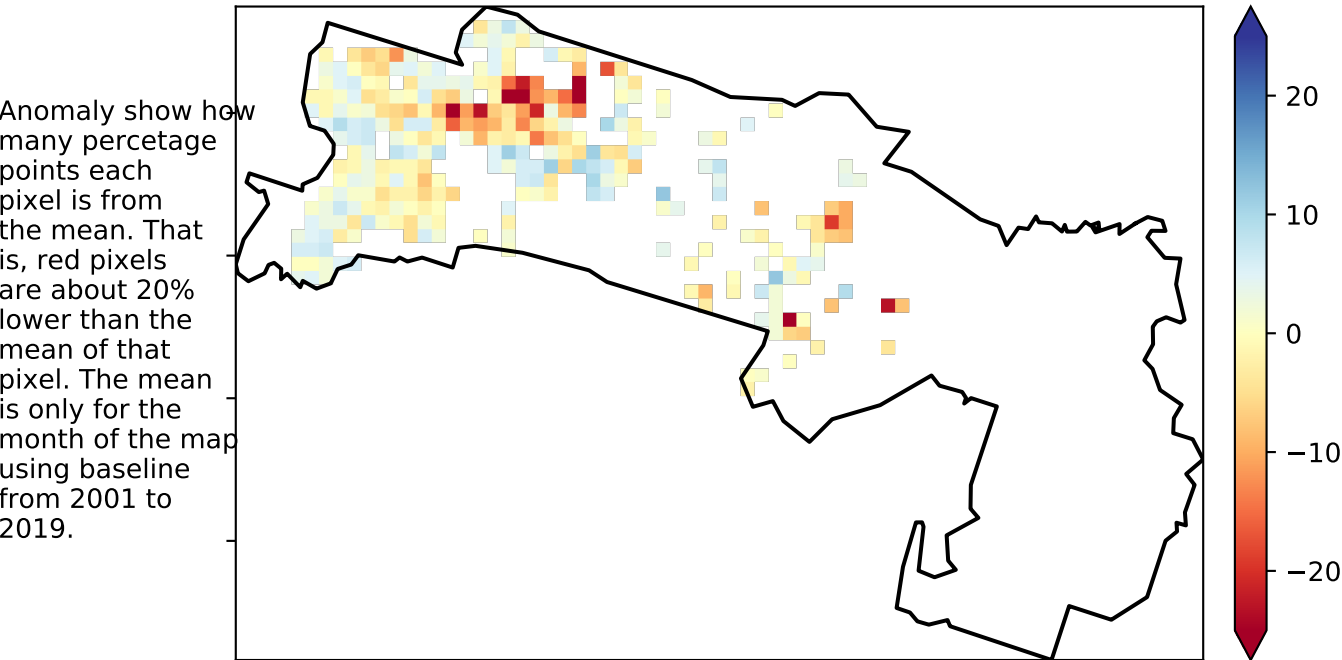 Anomaly show how
many percetage
points each
pixel is from
the mean. That
is, red pixels
are about 20%
lower than the
mean of that
pixel. The mean
is only for the
month of the map
using baseline
from 2001 to
2019.
20
10
0
−10
−20